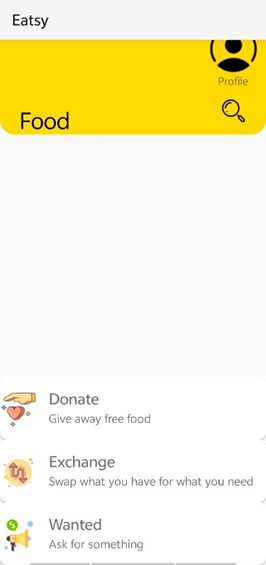 Eatsy
Profile
Food
Donate
Give away free food
Exchange
Swap what you have for what you need
Wanted
Ask for something